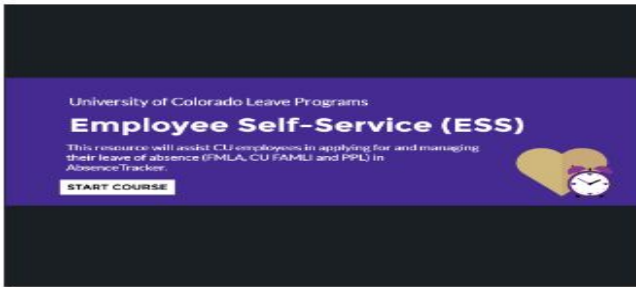 University of Colorado Leave Programs
Employee Self-Service (ESS)
This resource will assist CU employees in applying for and managing
their leave of absence (FMLA, CU FAMLI and PPL) in
AbsenceTracker.
START COURSE